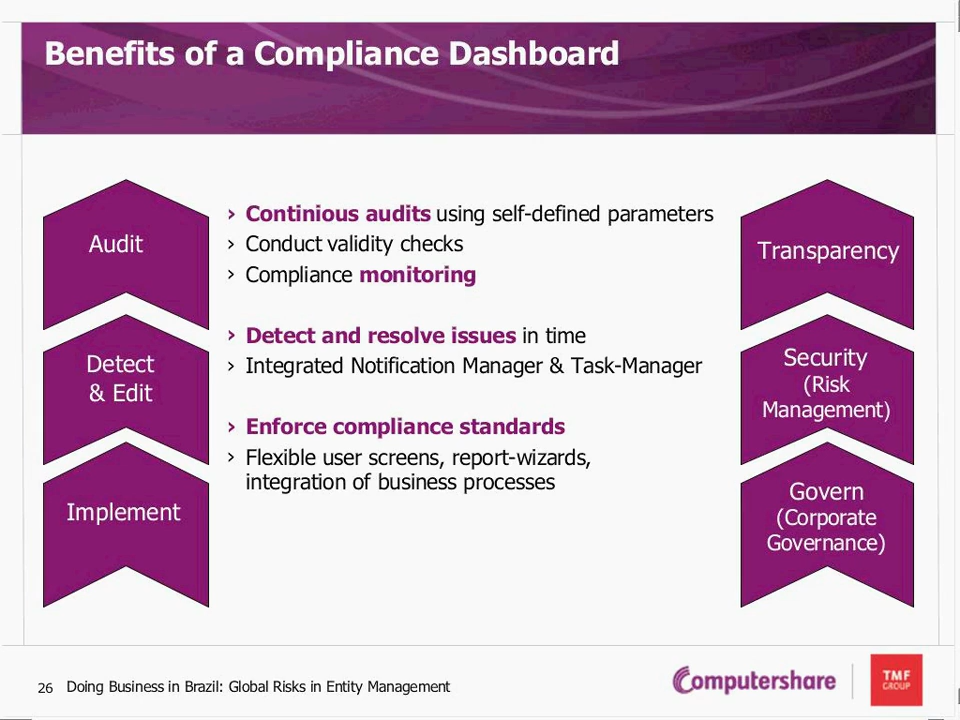 Benefits of a Compliance Dashboard
Audit
› Continious audits using self-defined parameters
› Conduct validity checks
› Compliance monitoring
Detect
& Edit
› Detect and resolve issues in time
› Integrated Notification Manager & Task-Manager
Implement
› Enforce compliance standards
› Flexible user screens, report-wizards,
integration of business processes
Transparency
Security
(Risk
Management)
Govern
(Corporate
Governance)
26 Doing Business in Brazil: Global Risks in Entity Management
Computershare
TMF
GROUP